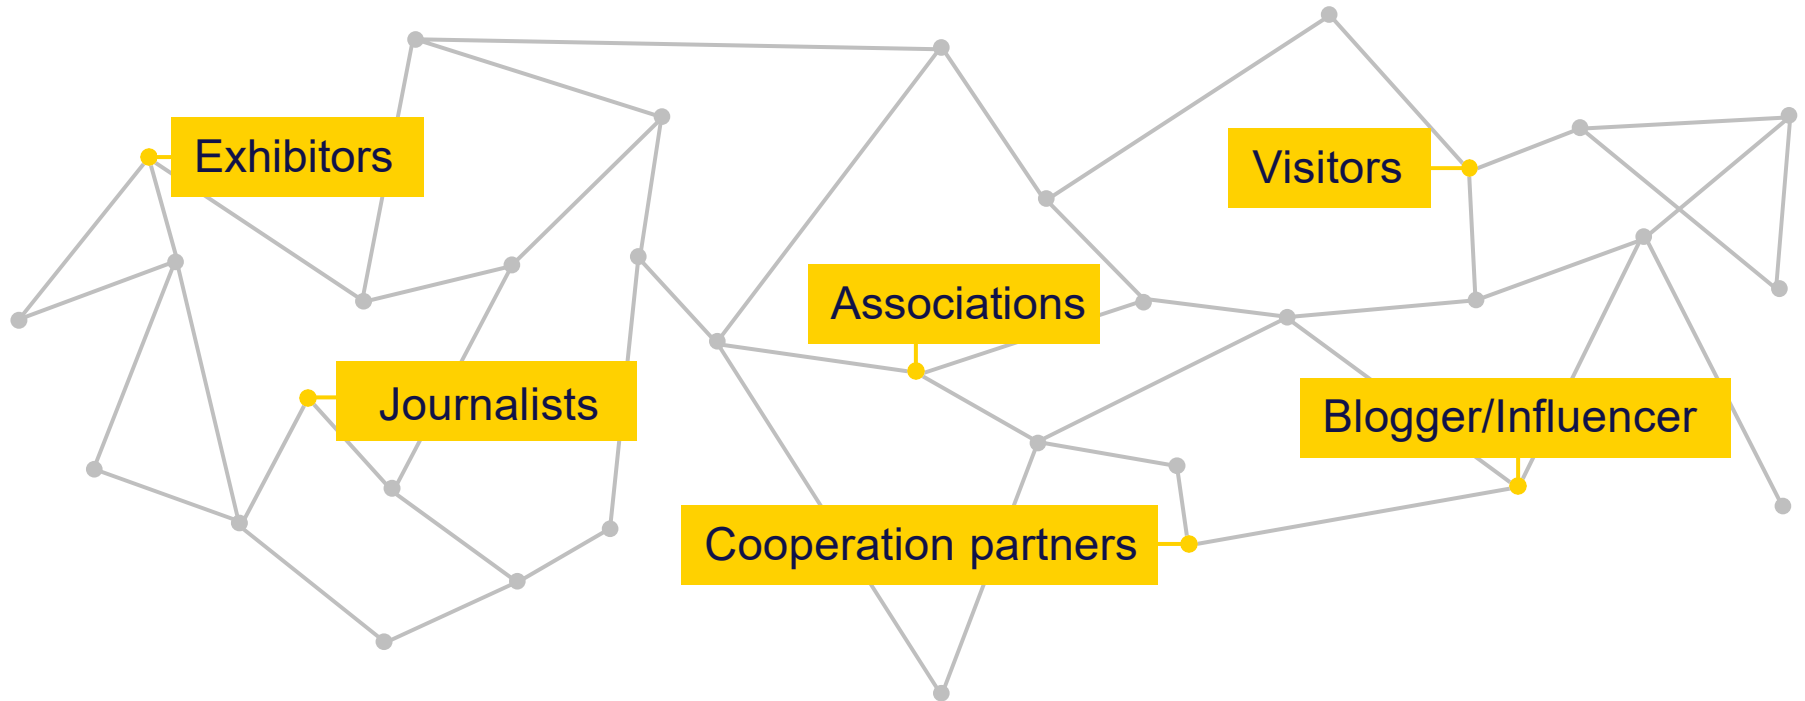 Exhibitors
Visitors
Associations
Journalists
Blogger/Influencer
Cooperation partners